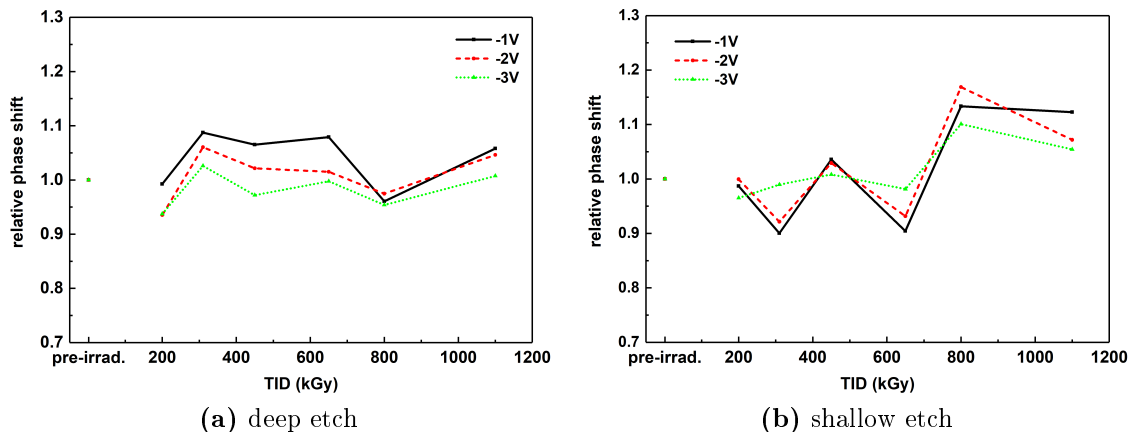 1.3
1.2
1.1
1.0
0.9
0.8
0.7
relative phase shift
-1V
-2V
-3V
pre-irrad. 200 400 600 800 1000 1200
TID (kGy)
(a) deep etch
1.3
1.2
1.1
1.0
0.9
0.8
0.7
relative phase shift
-1V
-2V
-3V
pre-irrad. 200 400 600 800 1000 1200
TID (kGy)
(b) shallow etch